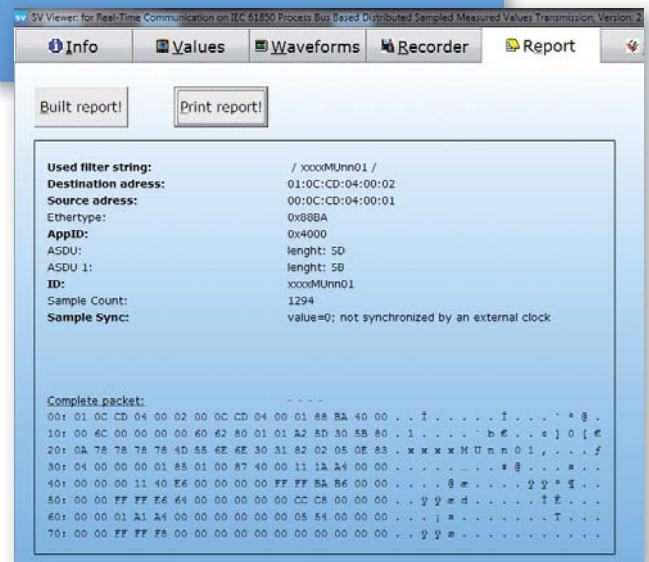 SV Viewer: for Real-Time Communication on IEC 61850 Process Bus Based Distributed Sampled Measured Values Transmission; Version: 2.
Info Values Waveforms Recorder Report
Built report! Print report!
Used filter string: / xxxxMUnn01 /
Destination adress: 01:0C:CD:04:00:02
Source adress: 00:0C:CD:04:00:01
Ethertype: 0x88BA
AppID: 0x4000
ASDU: lenght: 5D
ASDU 1: lenght: 5B
ID: xxxxMUnn01
Sample Count: 1294
Sample Sync: value=0; not synchronized by an external clock
Complete packet: - - - -
00: 01 0C CD 04 00 02 00 0C CD 04 00 01 88 BA 40 00 . . Í . . . . . Í . . . ˆ º @ .
10: 00 6C 00 00 00 00 60 62 80 01 01 A2 5D 30 5B 80 . l . . . . ` b € . . ¢ ] 0 [ €
20: 0A 78 78 78 78 4D 55 6E 6E 30 31 82 02 05 0E 83 . x x x x M U n n 0 1 ‚ . . . ƒ
30: 04 00 00 00 01 85 01 00 87 40 00 11 1A A4 00 00
40: 00 00 00 11 40 E6 00 00 00 00 FF FF BA B6 00 00
50: 00 00 FF FF E6 64 00 00 00 00 00 CC C8 00 00 00
60: 00 00 01 A1 A4 00 00 00 00 00 05 54 00 00 00 00
70: 00 00 FF FF F8 00 00 00 00 00 00 00 00 00 00